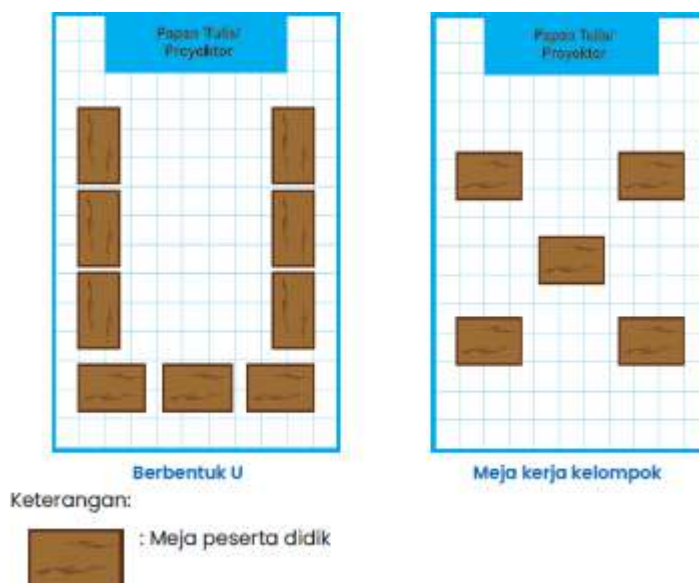 Papan Tulis/
Proyektor
Papan Tulis/
Proyektor
Berbentuk U
Meja kerja kelompok
Keterangan:
: Meja peserta didik